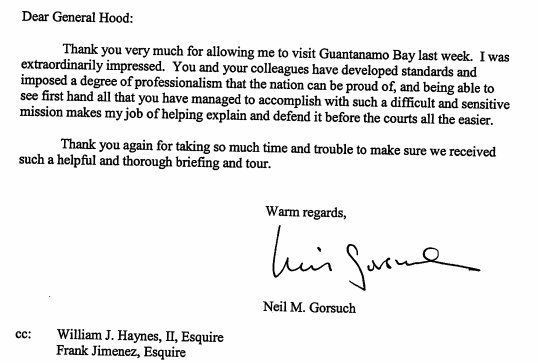 Dear General Hood:
Thank you very much for allowing me to visit Guantanamo Bay last week. I was
extraordinarily impressed. You and your colleagues have developed standards and
imposed a degree of professionalism that the nation can be proud of, and being able to
see first hand all that you have managed to accomplish with such a difficult and sensitive
mission makes my job of helping explain and defend it before the courts all the easier.
Thank you again for taking so much time and trouble to make sure we received
such a helpful and thorough briefing and tour.
Warm regards,
Neil Gorsuch
Neil M. Gorsuch
cc: William J. Haynes, II, Esquire
Frank Jimenez, Esquire